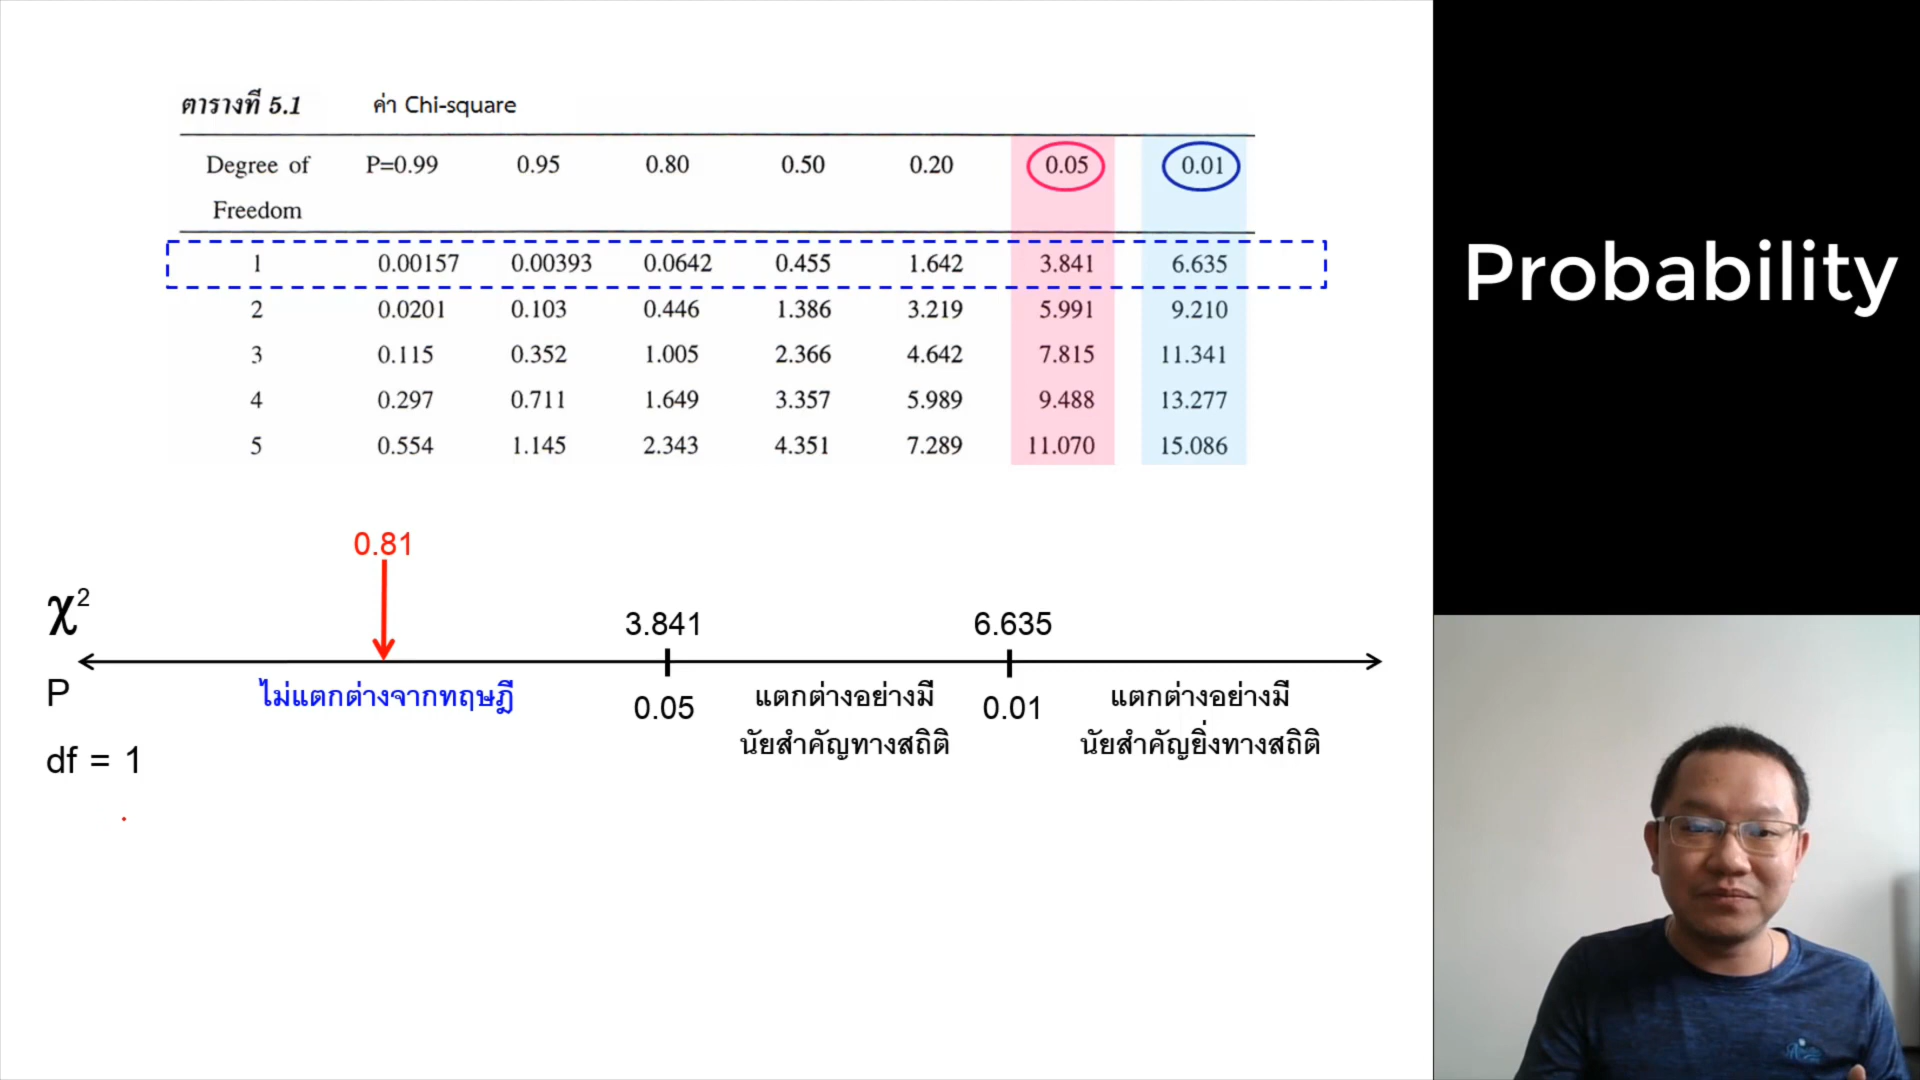 ตารางที่ 5.1 ค่า Chi-square
Degree of Freedom P=0.99 0.95 0.80 0.50 0.20 0.05 0.01
1 0.00157 0.00393 0.0642 0.455 1.642 3.841 6.635
2 0.0201 0.103 0.446 1.386 3.219 5.991 9.210
3 0.115 0.352 1.005 2.366 4.642 7.815 11.341
4 0.297 0.711 1.649 3.357 5.989 9.488 13.277
5 0.554 1.145 2.343 4.351 7.289 11.070 15.086
0.81
χ² 3.841 6.635
P ไม่แตกต่างจากทฤษฎี 0.05 แตกต่างอย่างมี 0.01 แตกต่างอย่างมี
นัยสำคัญทางสถิติ นัยสำคัญยิ่งทางสถิติ
df = 1
Probability